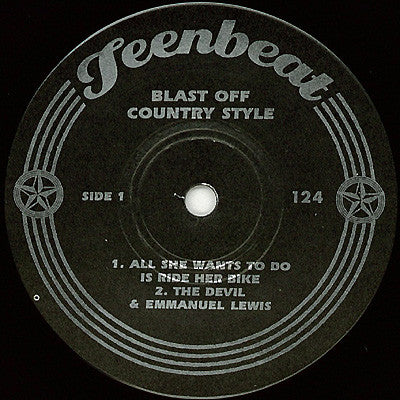 Teenbeat
BLAST OFF
COUNTRY STYLE
SIDE 1
124
1. ALL SHE WANTS TO DO
IS RIDE HER BIKE
2. THE DEVIL
& EMMANUEL LEWIS